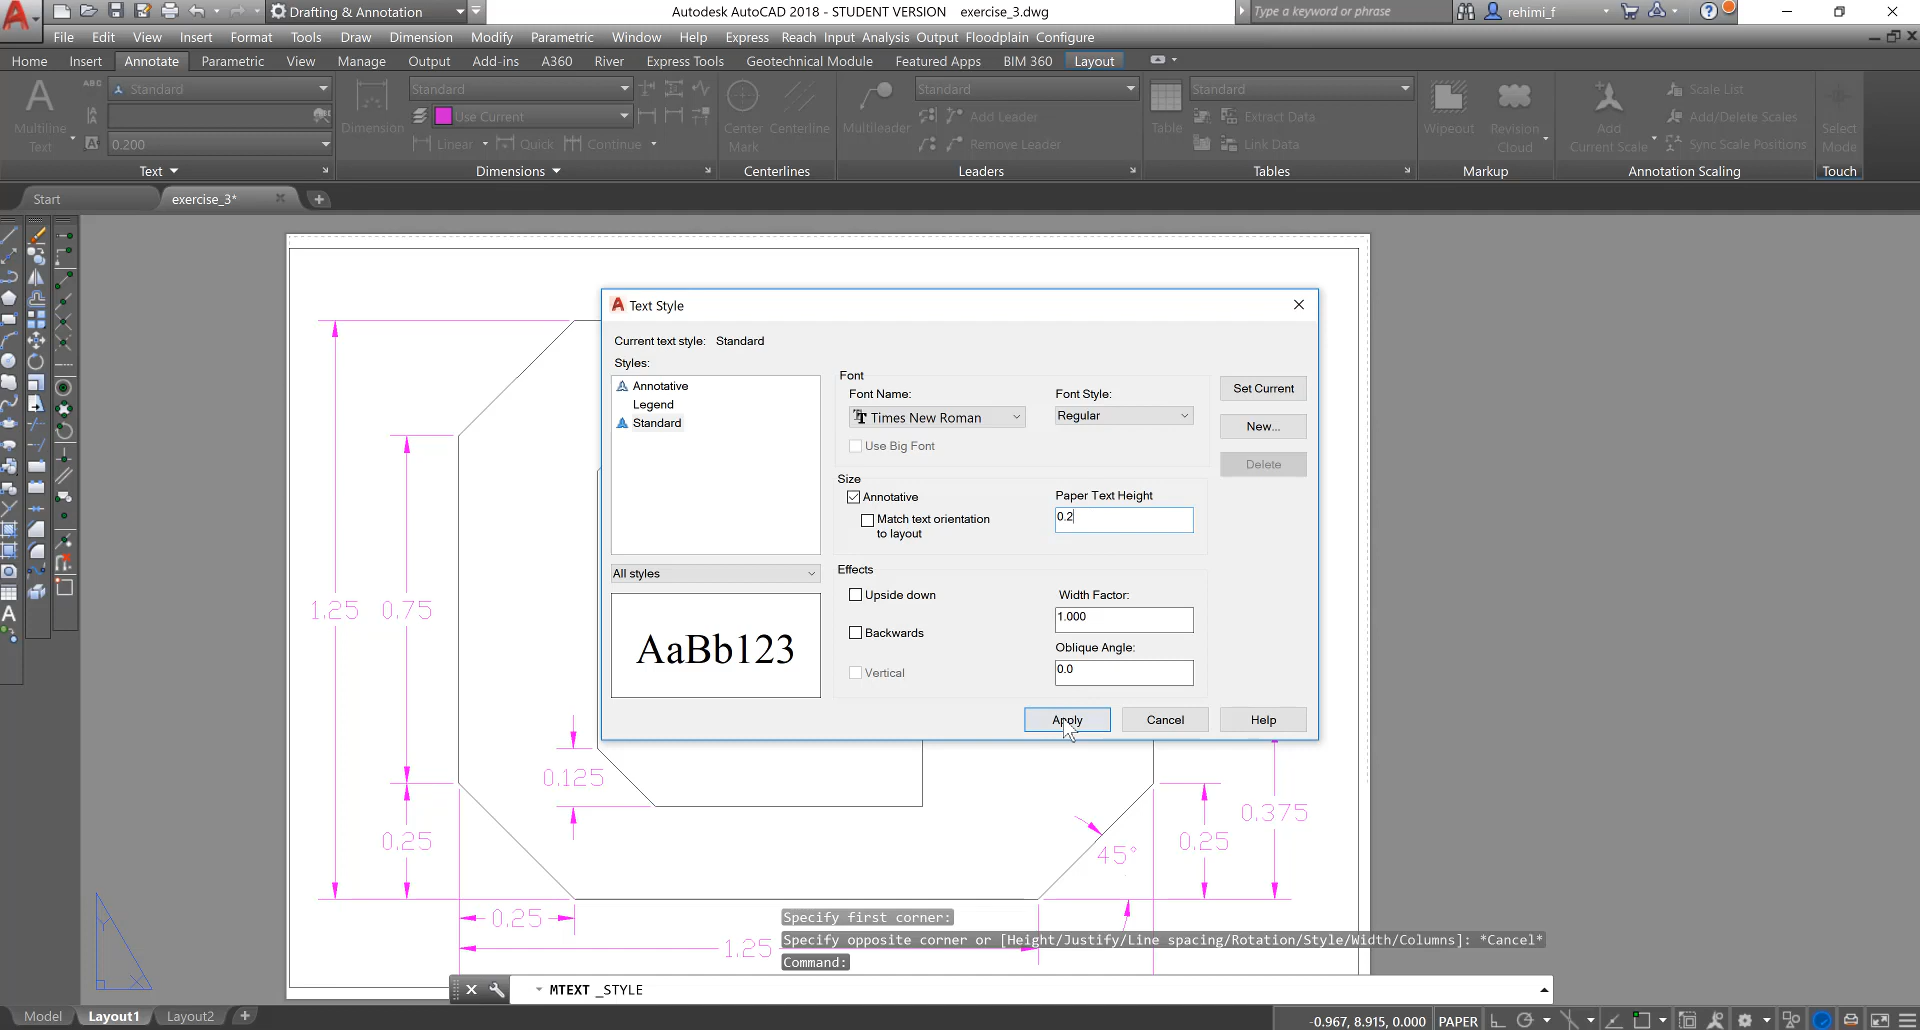 Drafting & Annotation
Autodesk AutoCAD 2018 - STUDENT VERSION exercise_3.dwg
Type a keyword or phrase
rehimi_f
File Edit View Insert Format Tools Draw Dimension Modify Parametric Window Help Express Reach Input Analysis Output Floodplain Configure
Home Insert Annotate Parametric View Manage Output Add-ins A360 River Express Tools Geotechnical Module Featured Apps BIM 360 Layout
ABC Standard Standard Standard Standard Scale List
Use Current Add Leader Extract Data Add/Delete Scales
Multiline Text Dimension Center Mark Centerline Multileader Table Wipeout Revision Cloud Add Current Scale Select Mode
0.200 Linear Quick Continue Remove Leader Link Data Sync Scale Positions
Text Dimensions Centerlines Leaders Tables Markup Annotation Scaling Touch
Start exercise_3*
Text Style
Current text style: Standard
Styles:
Annotative
Legend
Standard
All styles
AaBb123
Font
Font Name:
Times New Roman
Font Style:
Regular
Use Big Font
Size
Annotative
Match text orientation
to layout
Paper Text Height
0.2
Effects
Upside down
Backwards
Vertical
Width Factor:
1.000
Oblique Angle:
0.0
Set Current
New...
Delete
Apply Cancel Help
1.25 0.75
0.125
0.25
0.375
0.25
45°
0.25
1.25
Specify first corner:
Specify opposite corner or [Height/Justify/Line spacing/Rotation/Style/Width/Columns]: *Cancel*
Command:
MTEXT _STYLE
Y
X
A
Model Layout1 Layout2
-0.967, 8.915, 0.000 PAPER